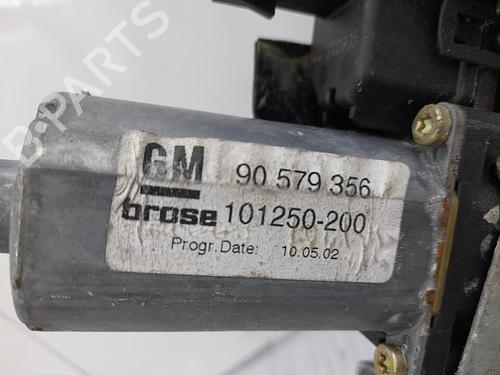 GM 90 579 356
brose 101250-200
Progr.Date: 10.05.02
B-PARTS